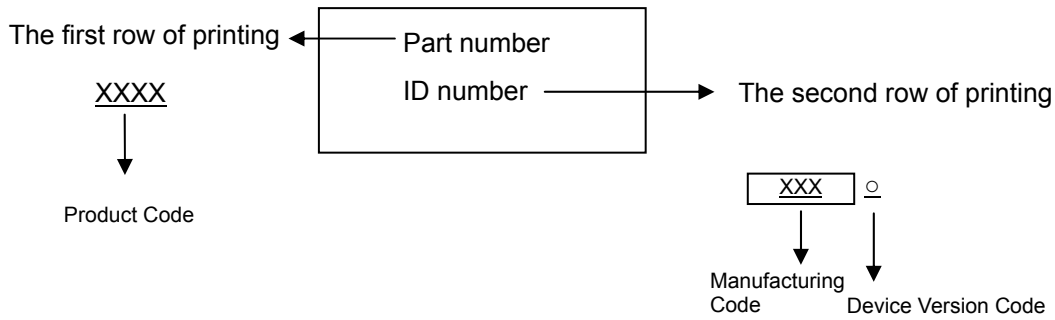 The first row of printing
Part number
XXXX
ID number
The second row of printing
Product Code
XXX ○
Manufacturing
Code
Device Version Code